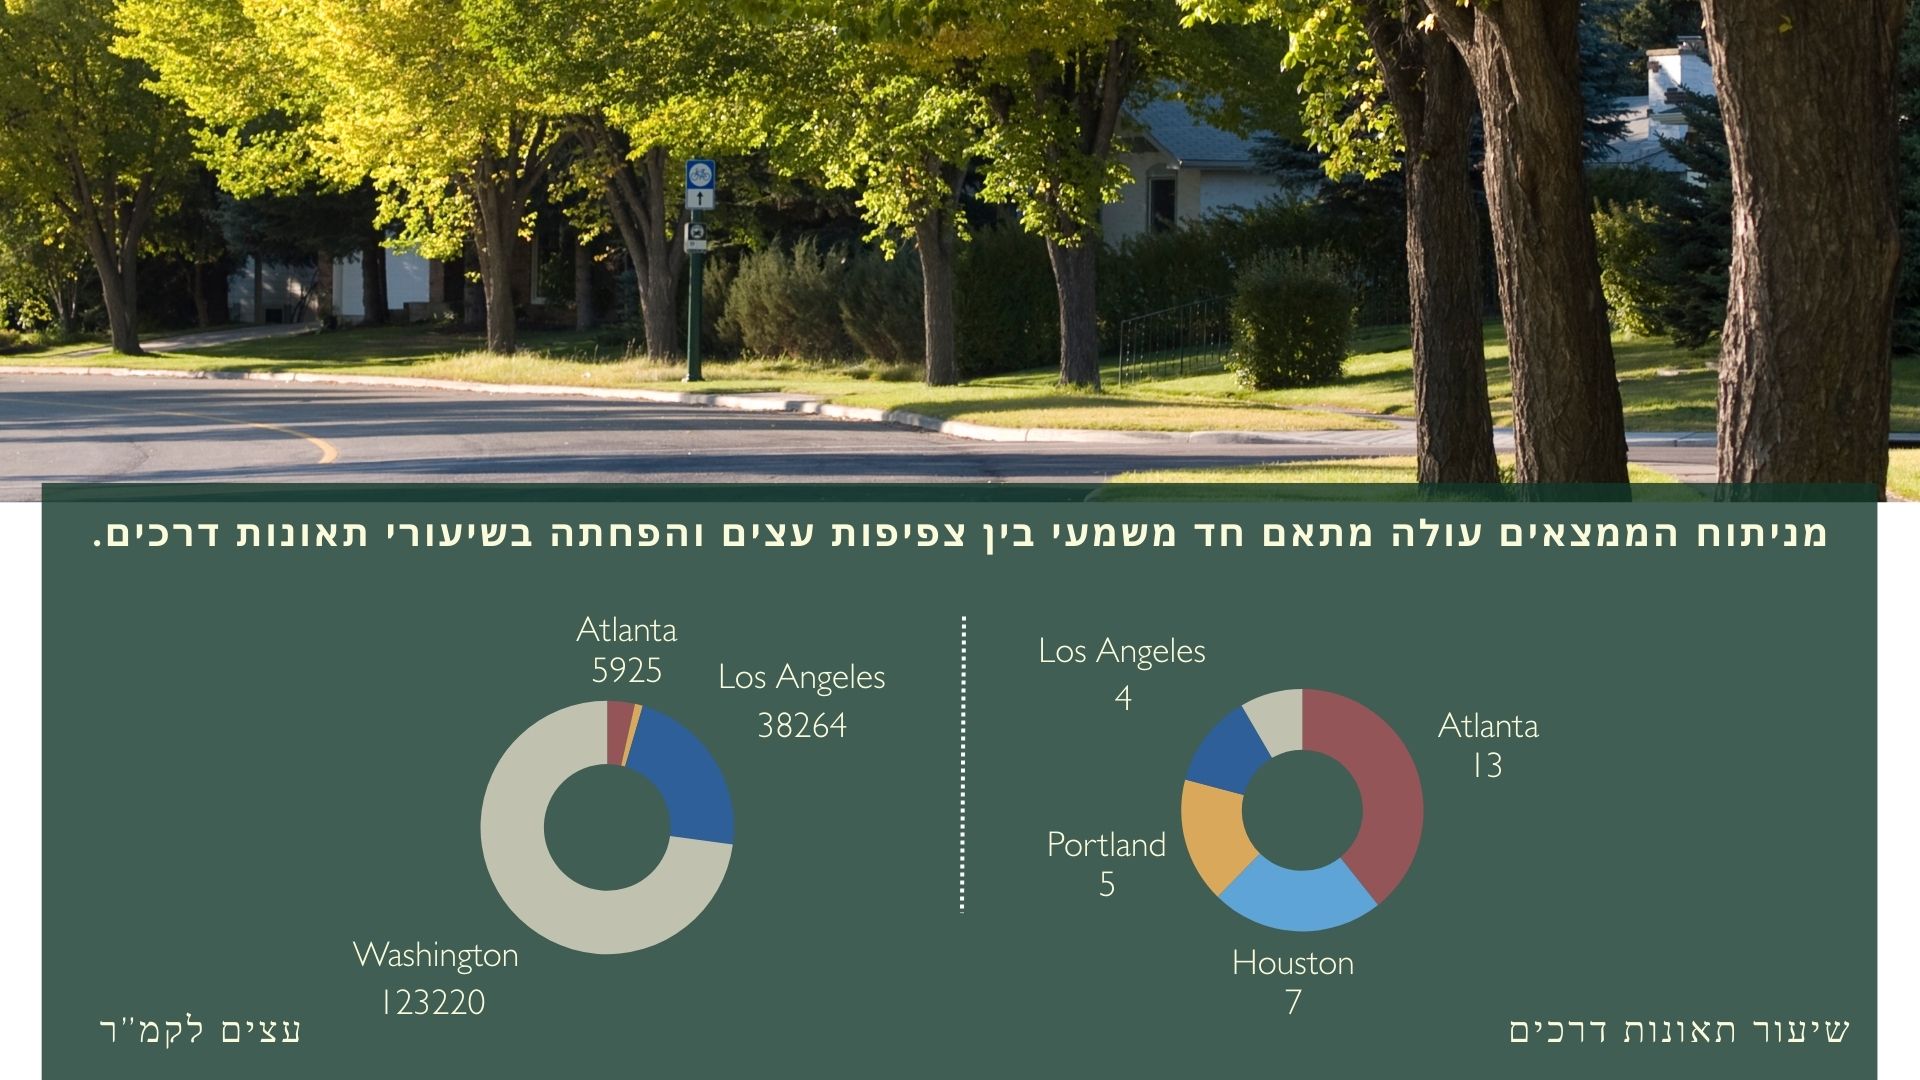 מניתוח הממצאים עולה מתאם חד משמעי בין צפיפות עצים והפחתה בשיעורי תאונות דרכים.
Los Angeles
4
Atlanta
13
Portland
5
Houston
7
שיעור תאונות דרכים
Atlanta
5925
Los Angeles
38264
Washington
123220
עצים לקמ"ר